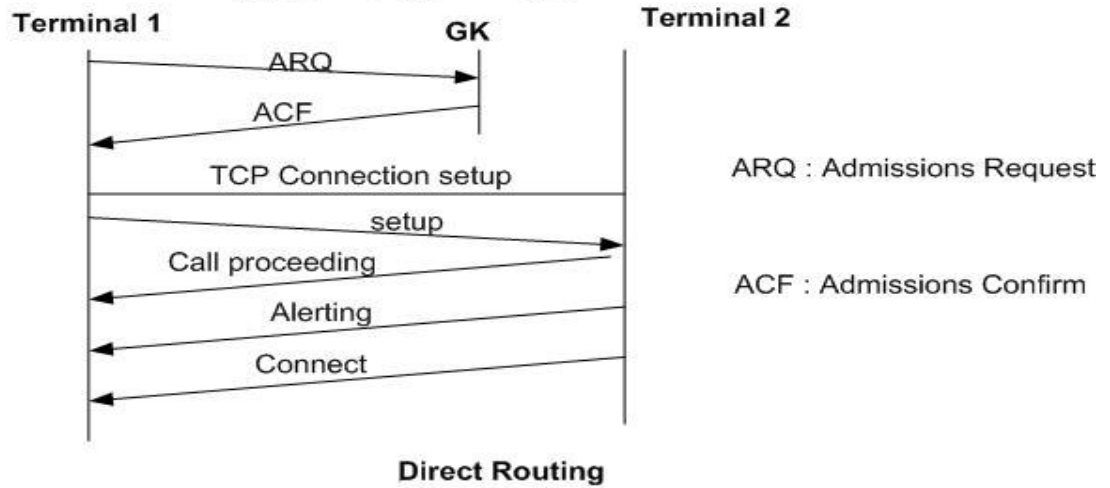 Terminal 1
GK
Terminal 2
ARQ
ACF
TCP Connection setup
ARQ : Admissions Request
setup
Call proceeding
ACF : Admissions Confirm
Alerting
Connect
Direct Routing